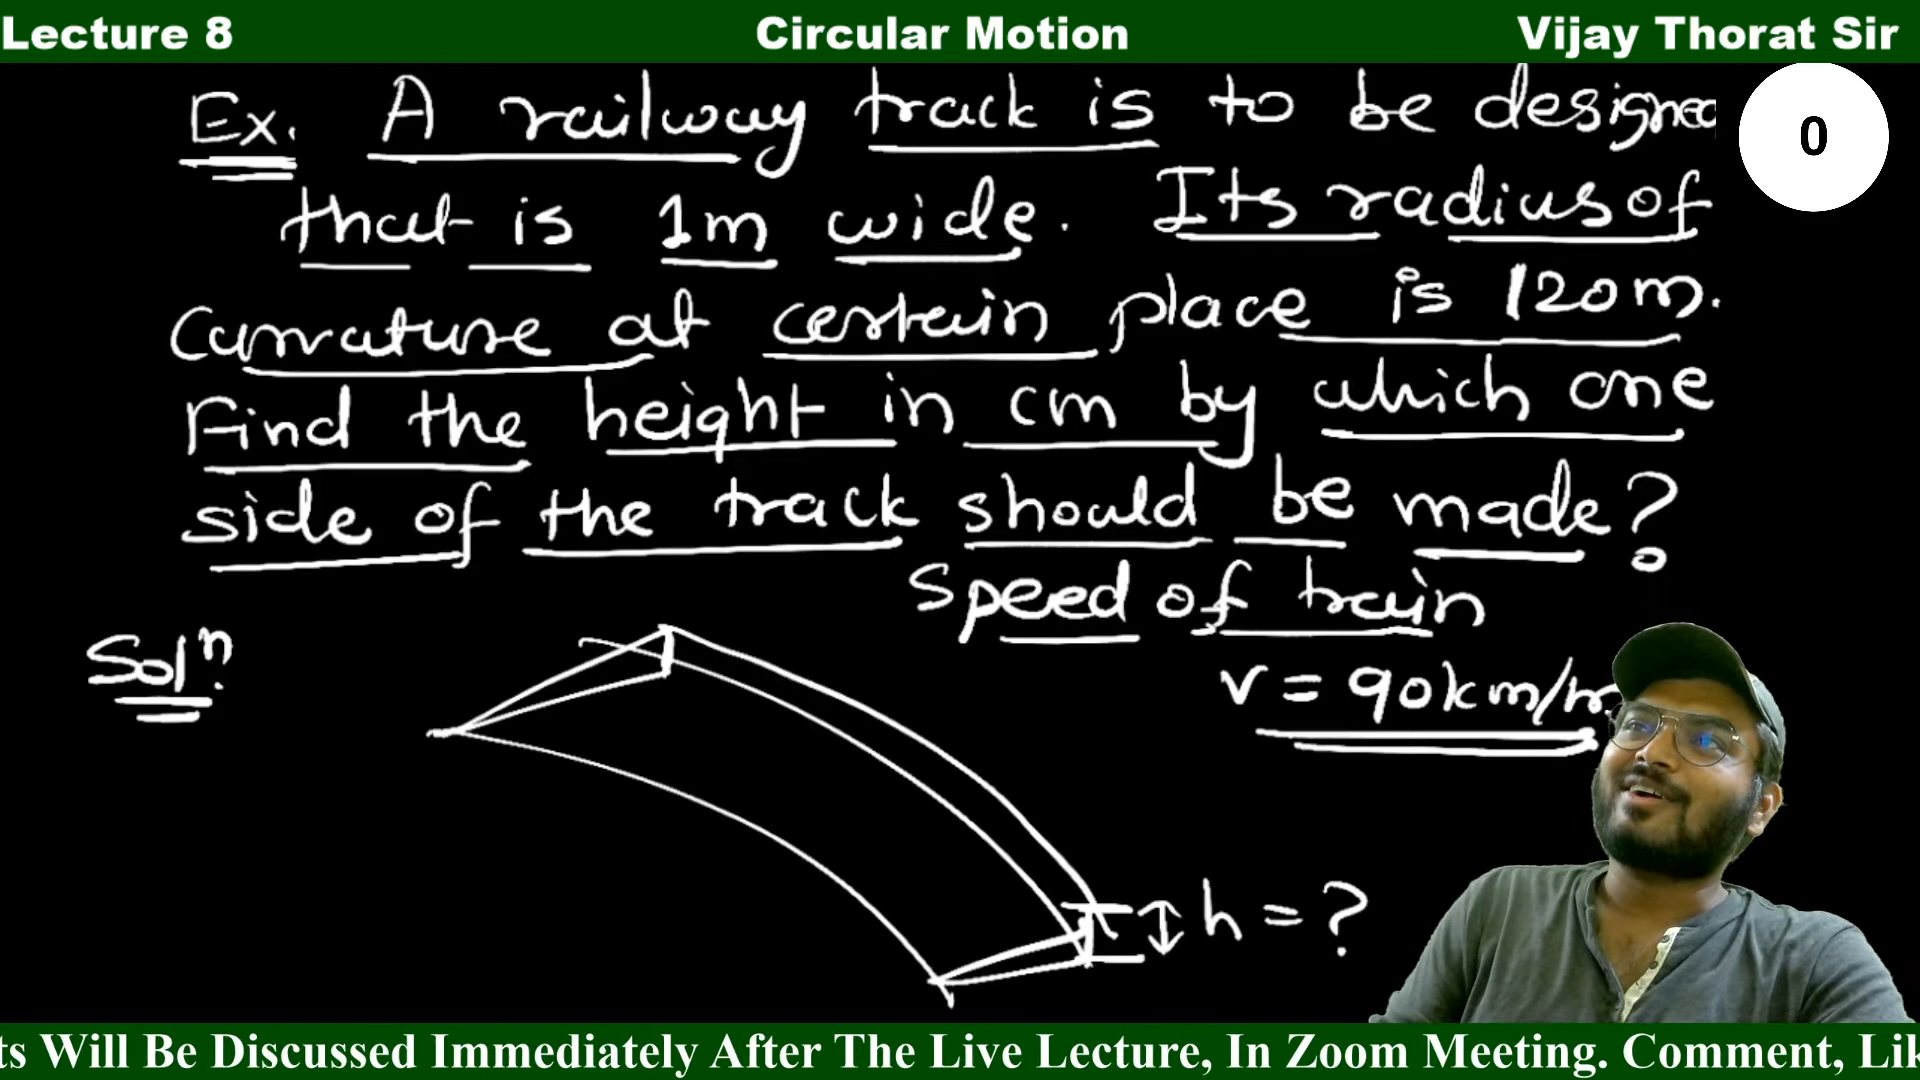 Lecture 8 Circular Motion Vijay Thorat Sir
Ex. A railway track is to be designed
0
that is 1m wide. Its radius of
Curvature at certain place is 120m.
Find the height in cm by which one
side of the track should be made?
Speed of train
Solⁿ.
v = 90km/hr
h = ?
ts Will Be Discussed Immediately After The Live Lecture, In Zoom Meeting. Comment, Lik